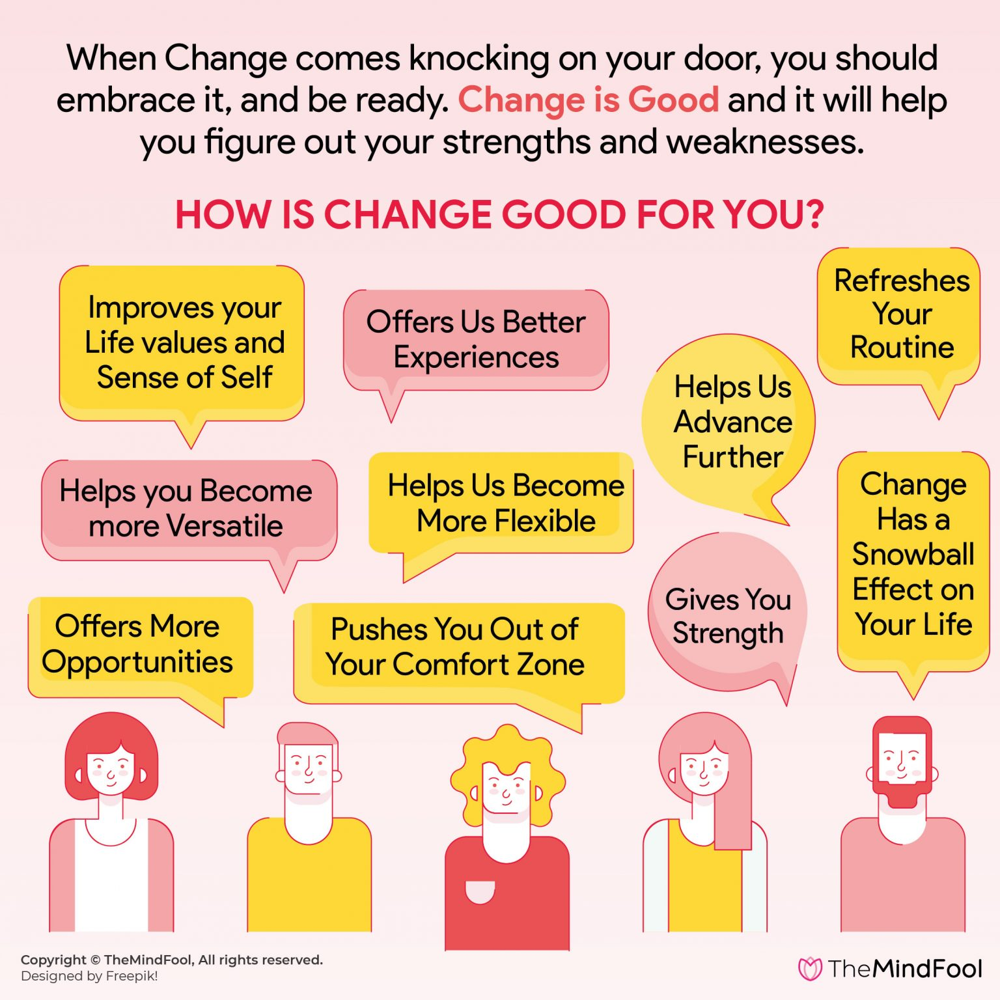 When Change comes knocking on your door, you should
embrace it, and be ready. Change is Good and it will help
you figure out your strengths and weaknesses.
HOW IS CHANGE GOOD FOR YOU?
Improves your
Life values and
Sense of Self
Offers Us Better
Experiences
Helps Us
Advance
Further
Refreshes
Your
Routine
Helps you Become
more Versatile
Helps Us Become
More Flexible
Change
Has a
Snowball
Effect on
Your Life
Offers More
Opportunities
Pushes You Out of
Your Comfort Zone
Gives You
Strength
Copyright © TheMindFool, All rights reserved.
Designed by Freepik!
TheMindFool